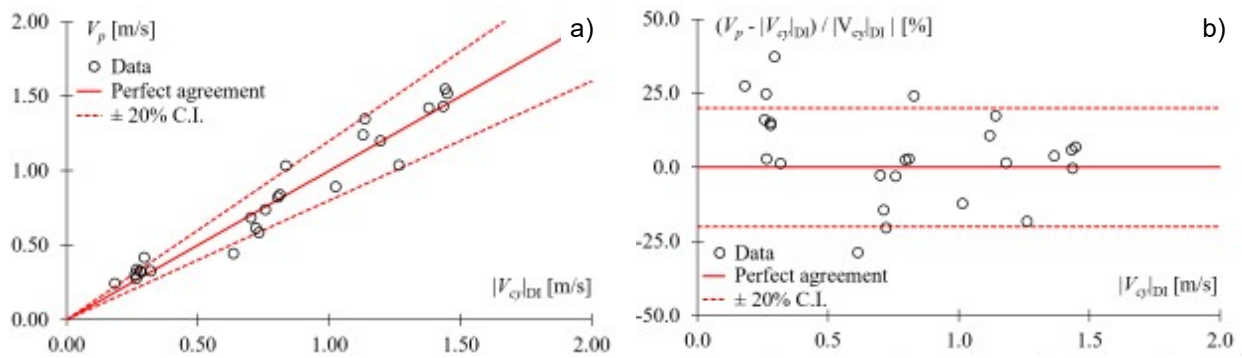 2.00
V_p [m/s]
a)
Data
Perfect agreement
± 20% C.I.
1.50
1.00
0.50
0.00
|V_cy|_DI [m/s]
0.00 0.50 1.00 1.50 2.00
50.0
(V_p - |V_cy|_DI) / |V_cy|_DI | [%]
b)
25.0
0.0
-25.0
Data
Perfect agreement
± 20% C.I.
|V_cy|_DI [m/s]
-50.0
0.0 0.5 1.0 1.5 2.0